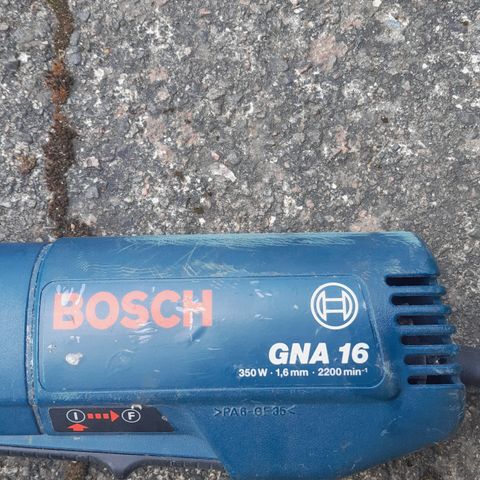 BOSCH
GNA 16
350 W · 1,6 mm · 2200 min⁻¹
>PA6-GF35<
I F